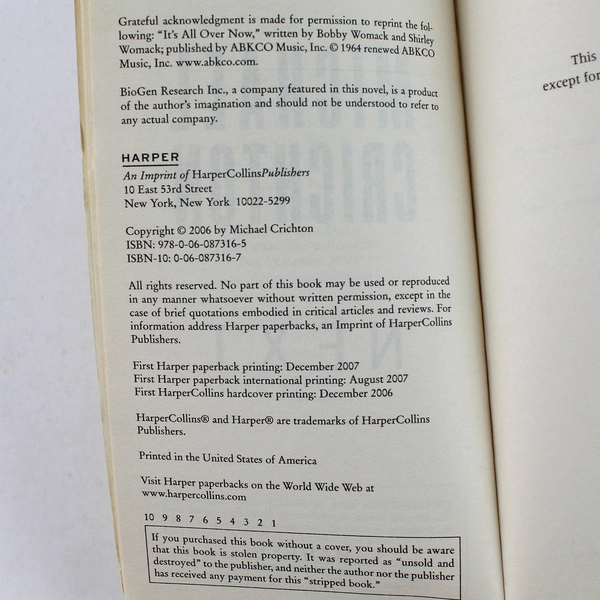 Grateful acknowledgment is made for permission to reprint the fol-
lowing: “It’s All Over Now,” written by Bobby Womack and Shirley
Womack; published by ABKCO Music, Inc. © 1964 renewed ABKCO
Music, Inc. www.abkco.com.
BioGen Research Inc., a company featured in this novel, is a product
of the author’s imagination and should not be understood to refer to
any actual company.
HARPER
An Imprint of HarperCollinsPublishers
10 East 53rd Street
New York, New York 10022-5299
Copyright © 2006 by Michael Crichton
ISBN: 978-0-06-087316-5
ISBN-10: 0-06-087316-7
All rights reserved. No part of this book may be used or reproduced
in any manner whatsoever without written permission, except in the
case of brief quotations embodied in critical articles and reviews. For
information address Harper paperbacks, an Imprint of HarperCollins
Publishers.
First Harper paperback printing: December 2007
First Harper paperback international printing: August 2007
First HarperCollins hardcover printing: December 2006
HarperCollins® and Harper® are trademarks of HarperCollins
Publishers.
Printed in the United States of America
Visit Harper paperbacks on the World Wide Web at
www.harpercollins.com
10 9 8 7 6 5 4 3 2 1
If you purchased this book without a cover, you should be aware
that this book is stolen property. It was reported as “unsold and
destroyed” to the publisher, and neither the author nor the publisher
has received any payment for this “stripped book.”
This
except for